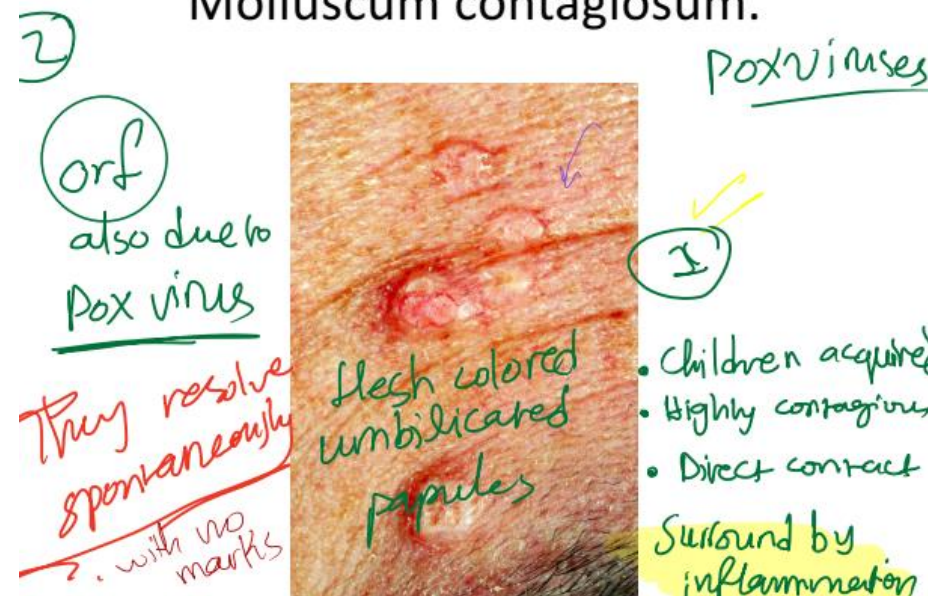 Molluscum contagiosum.
2
orf
also due to
pox virus
They resolve
spontaneously
. with no
marks
flesh colored
umbilicated
papules
poxviruses
1
• Children acquired
• Highly contagious
• Direct contact
Surround by
inflammation